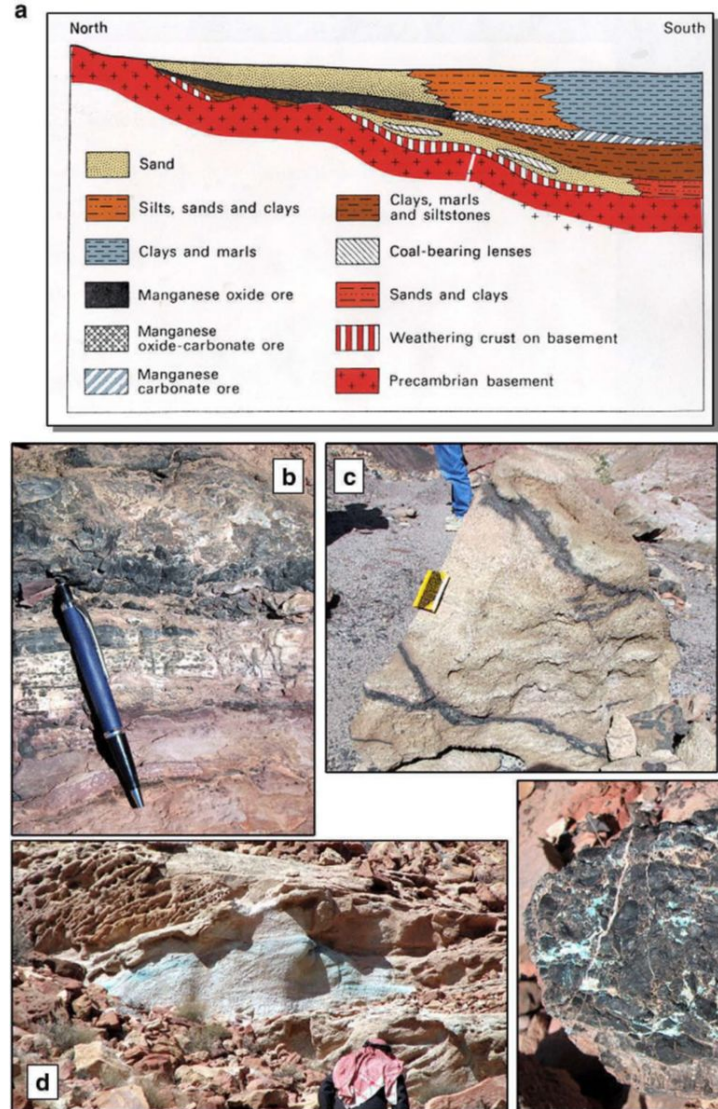 a
North
South
Sand
Silts, sands and clays
Clays and marls
Manganese oxide ore
Manganese
oxide-carbonate ore
Manganese
carbonate ore
Clays, marls
and siltstones
Coal-bearing lenses
Sands and clays
Weathering crust on basement
Precambrian basement
b
c
d